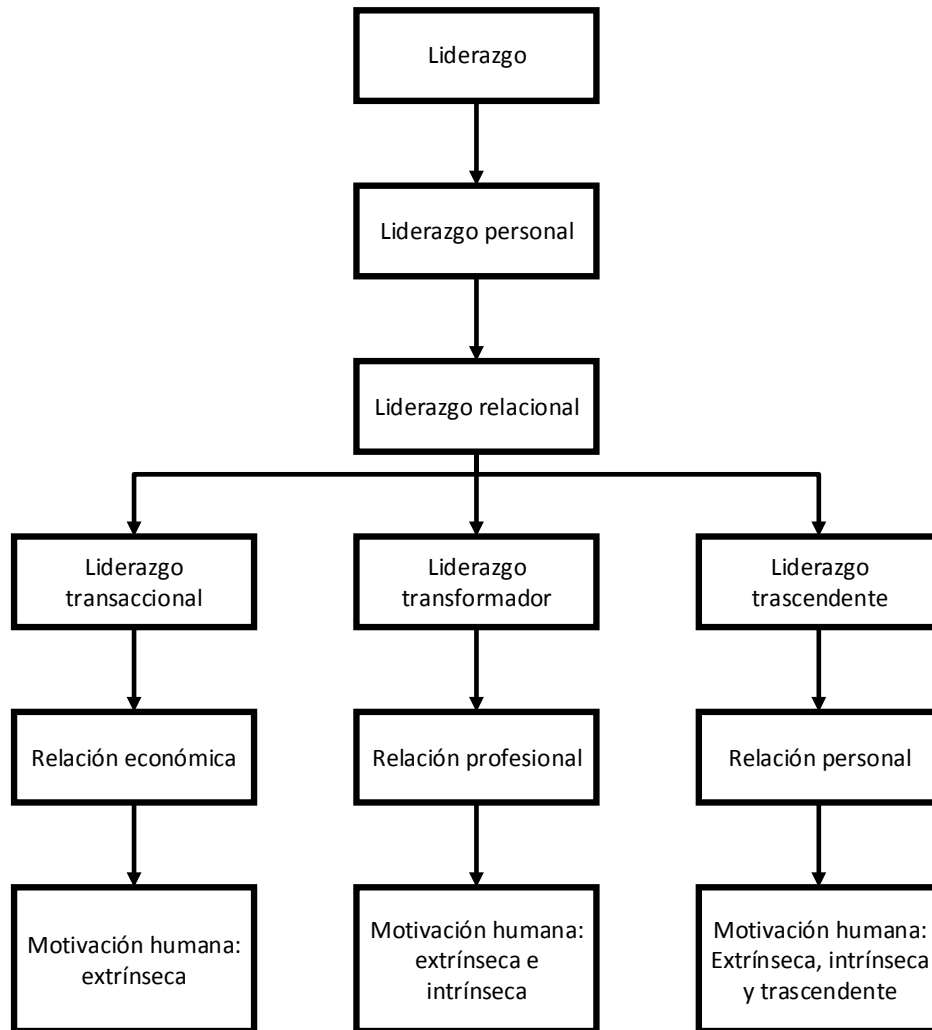 Liderazgo
Liderazgo personal
Liderazgo relacional
Liderazgo
transaccional
Liderazgo
transformador
Liderazgo
trascendente
Relación económica
Relación profesional
Relación personal
Motivación humana:
extrínseca
Motivación humana:
extrínseca e
intrínseca
Motivación humana:
Extrínseca, intrínseca
y trascendente